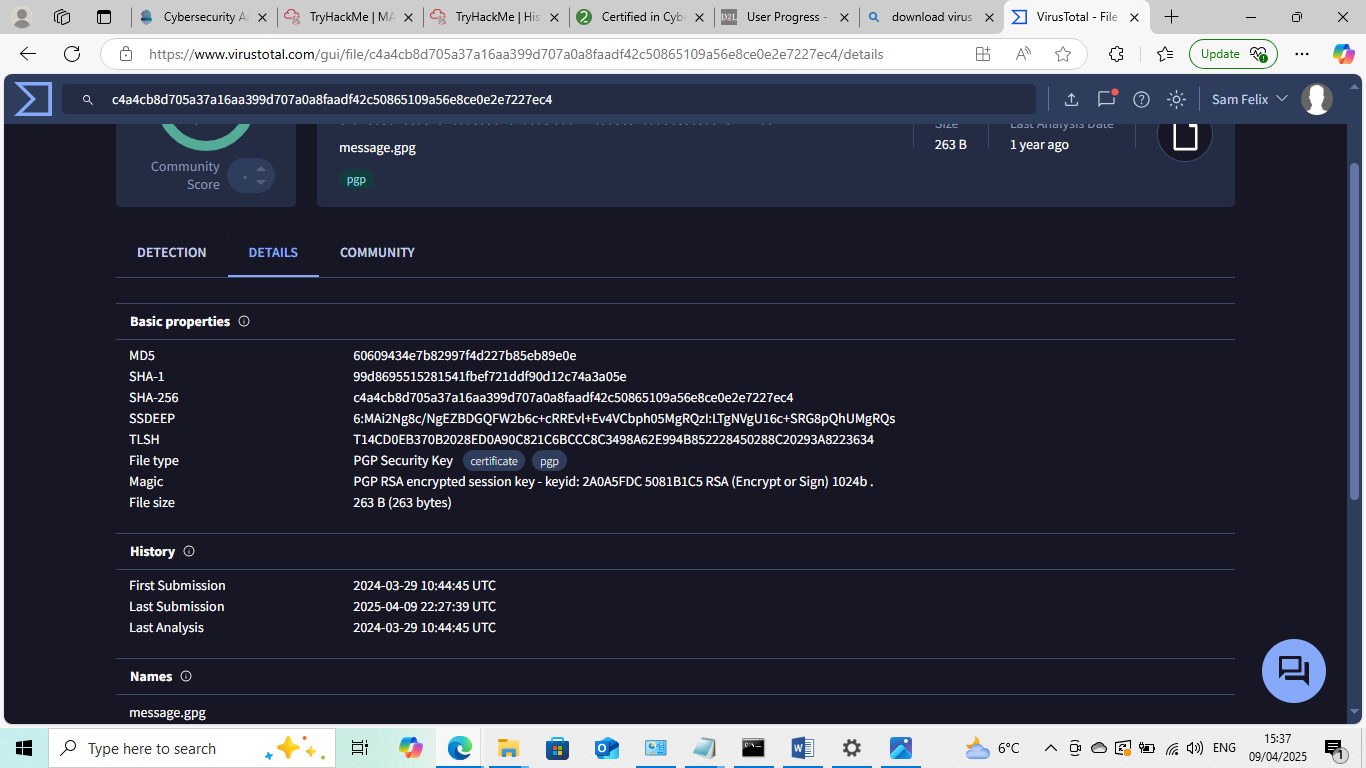 Cybersecurity A
TryHackMe | MA
TryHackMe | His
Certified in Cyb
User Progress -
download virus
VirusTotal - File
https://www.virustotal.com/gui/file/c4a4cb8d705a37a16aa399d707a0a8faadf42c50865109a56e8ce0e2e7227ec4/details
Update
c4a4cb8d705a37a16aa399d707a0a8faadf42c50865109a56e8ce0e2e7227ec4
Sam Felix
Community
Score
message.gpg
pgp
Size
263 B
Last Analysis Date
1 year ago
DETECTION
DETAILS
COMMUNITY
Basic properties
MD5 60609434e7b82997f4d227b85eb89e0e
SHA-1 99d8695515281541fbef721ddf90d12c74a3a05e
SHA-256 c4a4cb8d705a37a16aa399d707a0a8faadf42c50865109a56e8ce0e2e7227ec4
SSDEEP 6:MAi2Ng8c/NgEZBDGQFW2b6c+cRREvl+Ev4VCbph05MgRQzI:LTgNVgU16c+SRG8pQhUMgRQs
TLSH T14CD0EB370B2028ED0A90C821C6BCCC8C3498A62E994B852228450288C20293A8223634
File type PGP Security Key certificate pgp
Magic PGP RSA encrypted session key - keyid: 2A0A5FDC 5081B1C5 RSA (Encrypt or Sign) 1024b .
File size 263 B (263 bytes)
History
First Submission 2024-03-29 10:44:45 UTC
Last Submission 2025-04-09 22:27:39 UTC
Last Analysis 2024-03-29 10:44:45 UTC
Names
message.gpg
Type here to search
6°C
ENG
15:37
09/04/2025
1